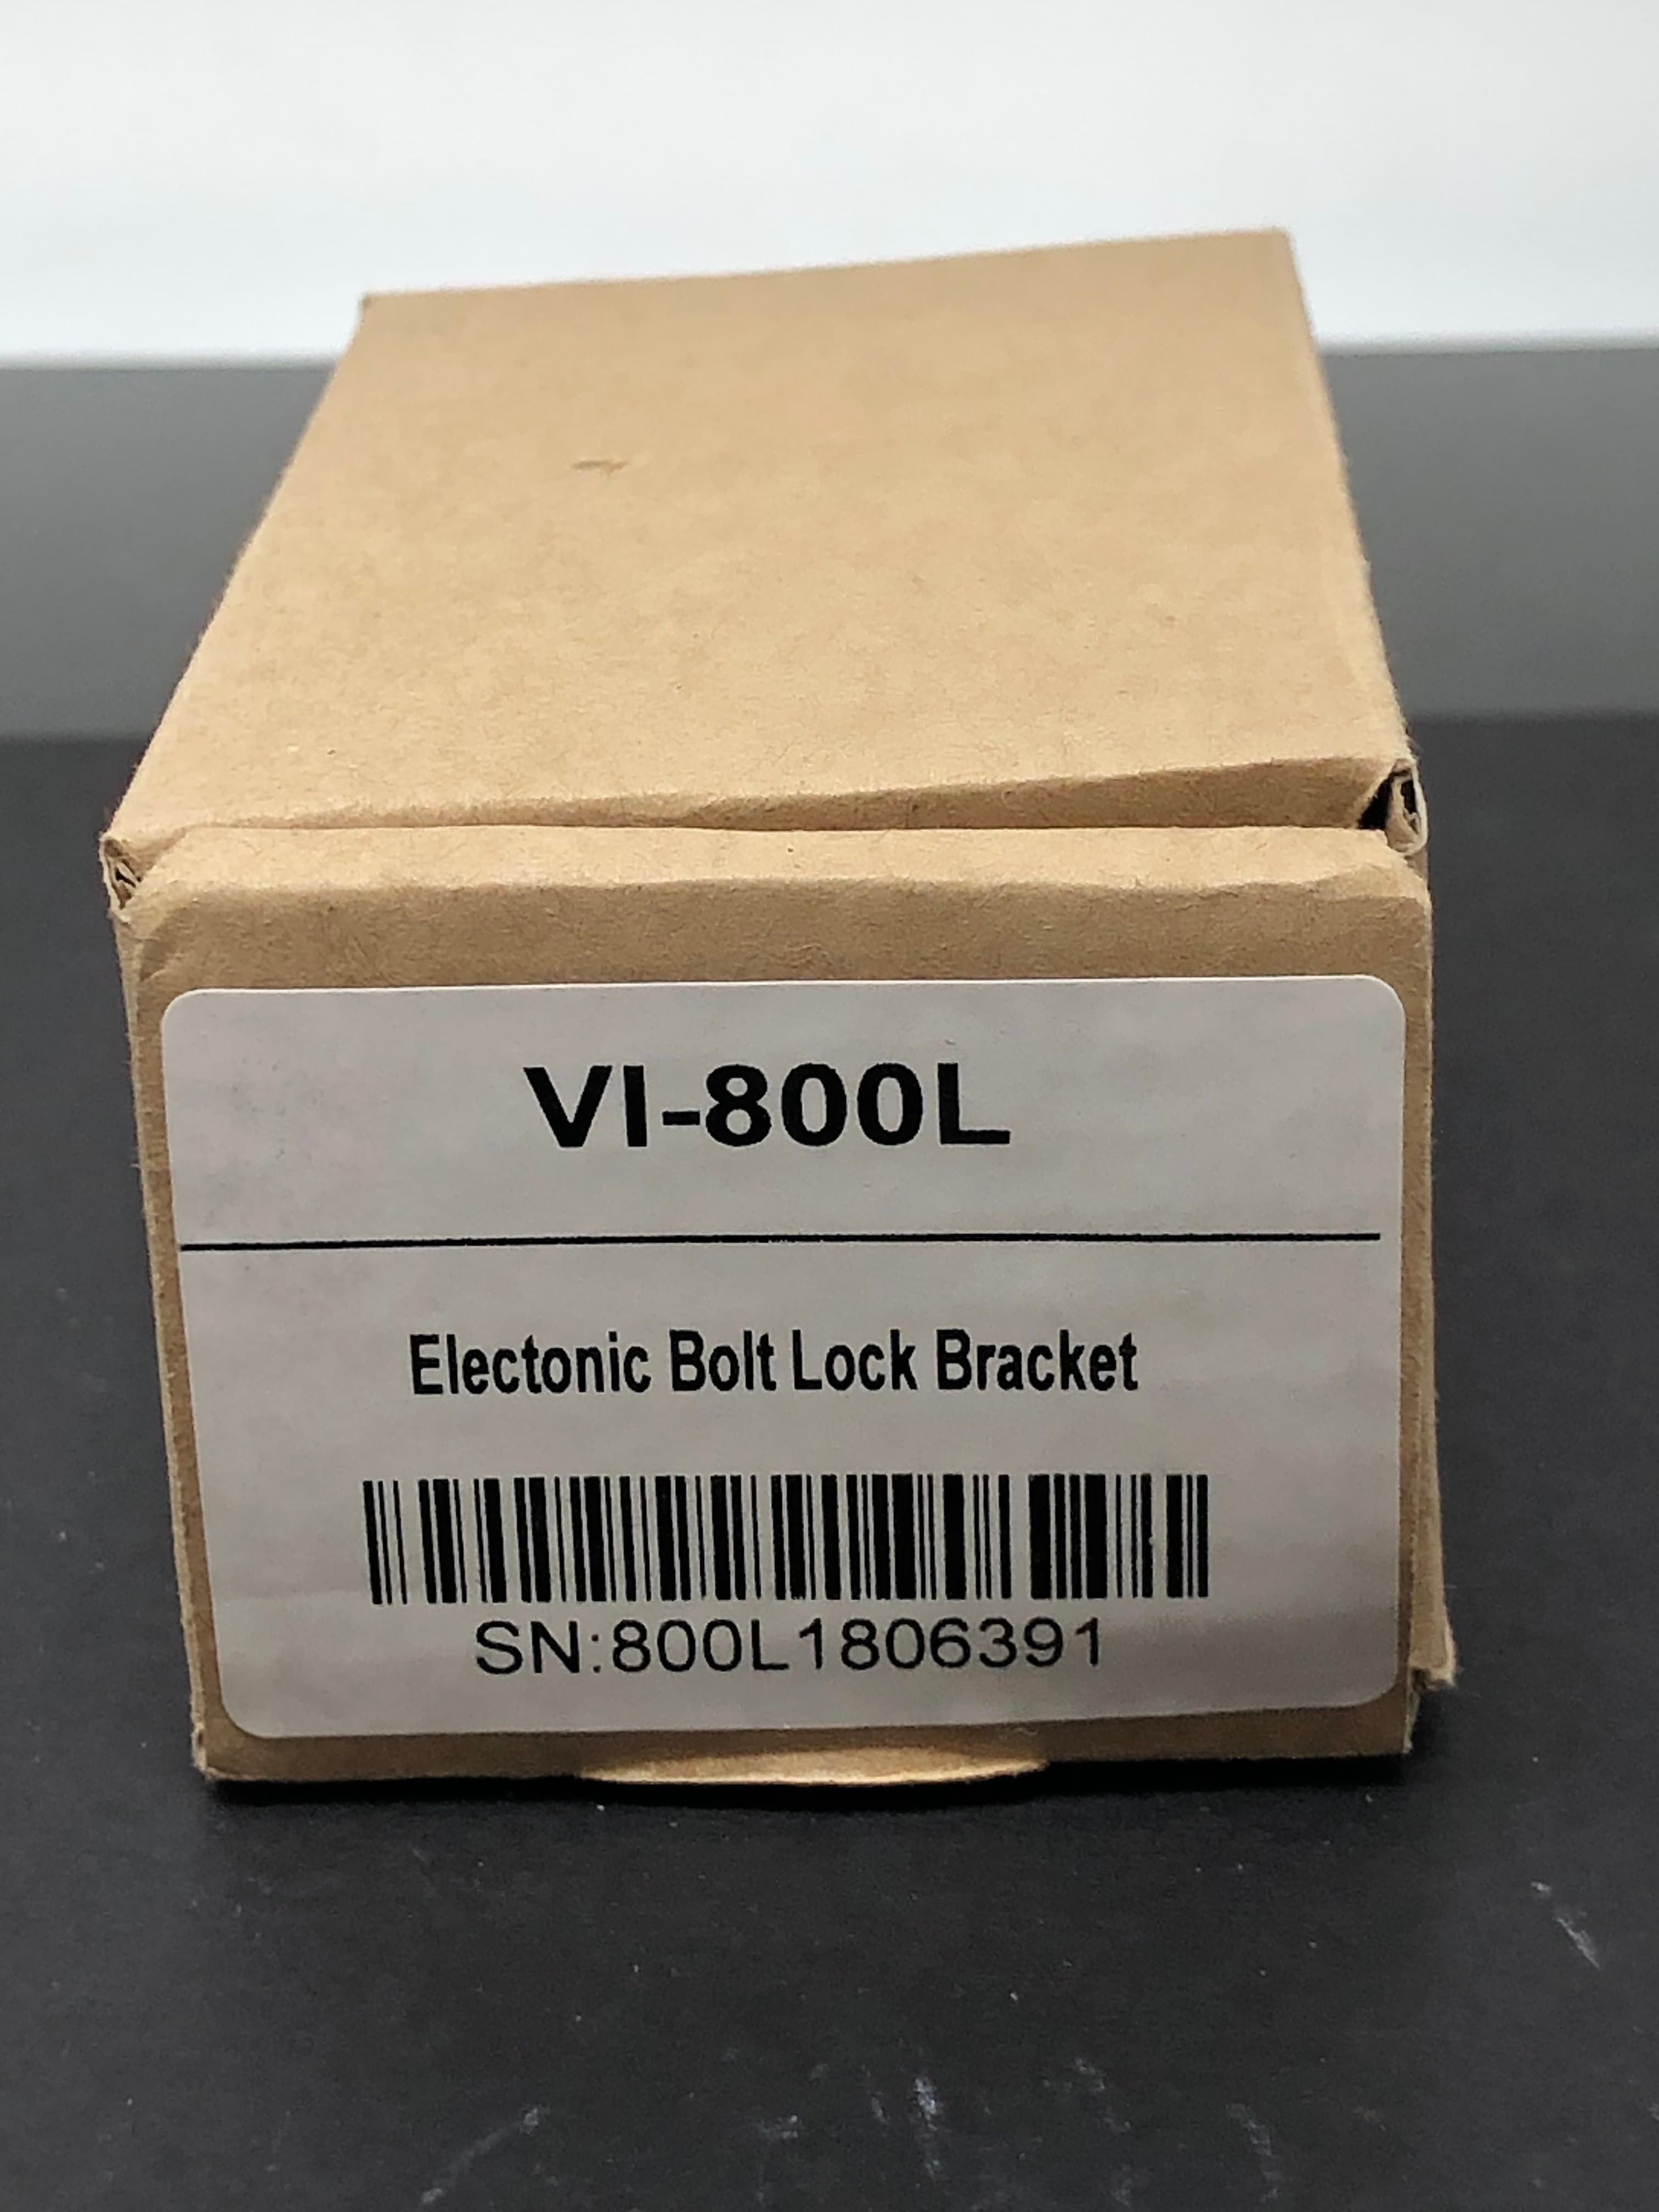 VI-800L
Electonic Bolt Lock Bracket
SN:800L1806391